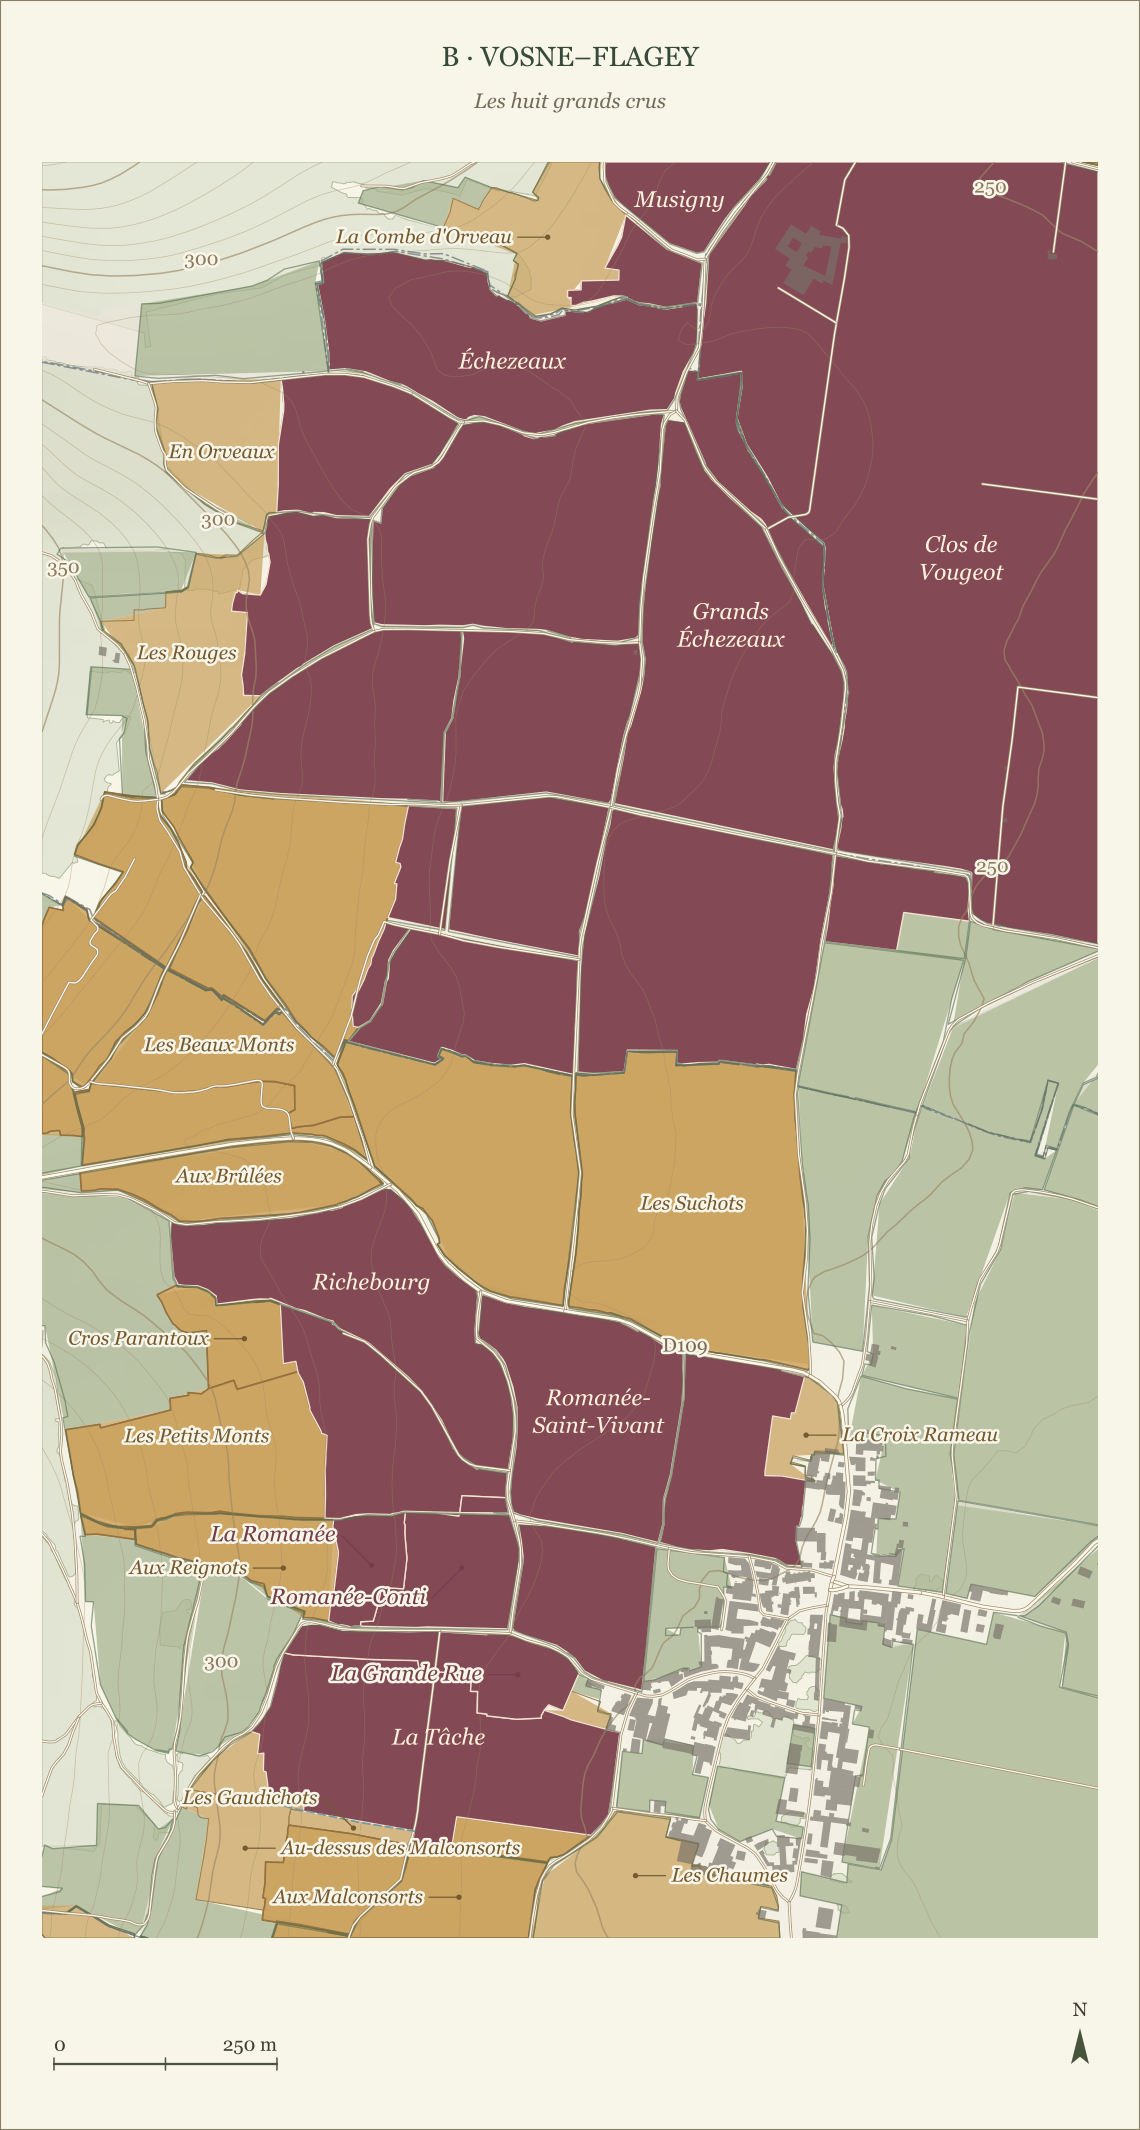 B · VOSNE–FLAGEY
Les huit grands crus
Musigny
250
La Combe d'Orveau
300
Échezeaux
En Orveaux
300
350
Clos de
Vougeot
Grands
Échezeaux
Les Rouges
250
Les Beaux Monts
Aux Brûlées
Les Suchots
Richebourg
Cros Parantoux
D109
Romanée-
Saint-Vivant
Les Petits Monts
La Croix Rameau
La Romanée
Aux Reignots
Romanée-Conti
300
La Grande Rue
La Tâche
Les Gaudichots
Au-dessus des Malconsorts
Les Chaumes
Aux Malconsorts
N
0
250 m